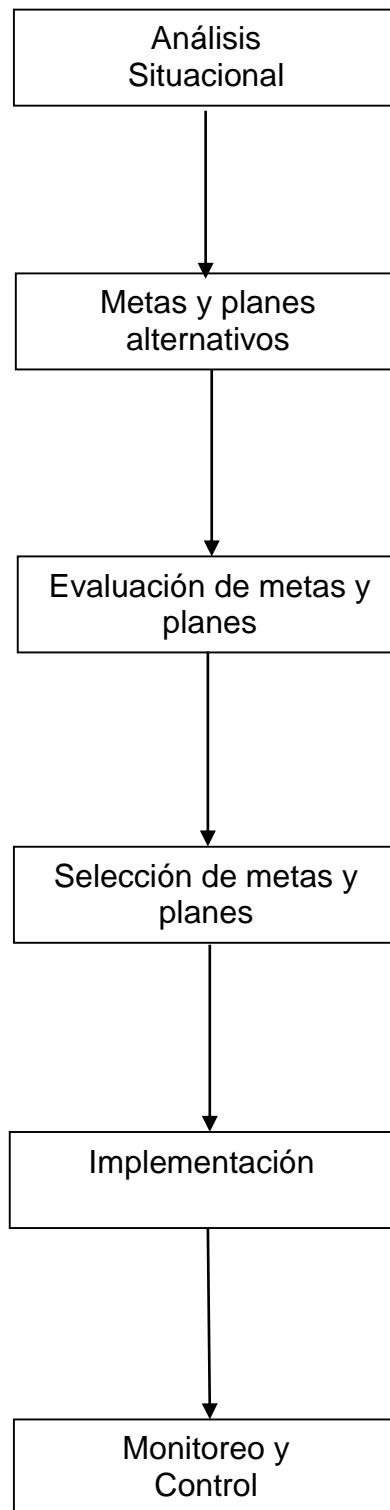 Análisis
Situacional
Metas y planes
alternativos
Evaluación de metas y
planes
Selección de metas y
planes
Implementación
Monitoreo y
Control